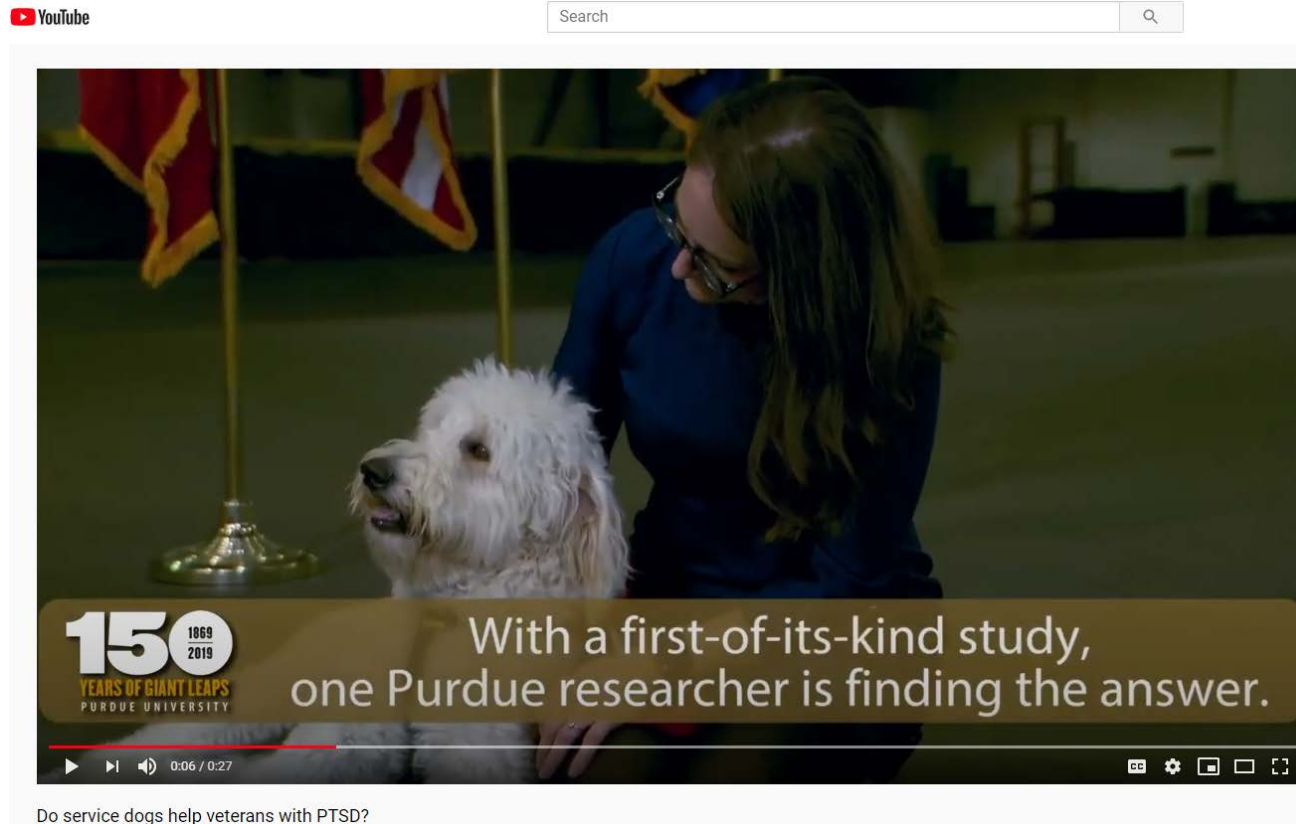 YouTube
Search
150
1869
2019
YEARS OF GIANT LEAPS
PURDUE UNIVERSITY
With a first-of-its-kind study,
one Purdue researcher is finding the answer.
0:06 / 0:27
CC
Do service dogs help veterans with PTSD?